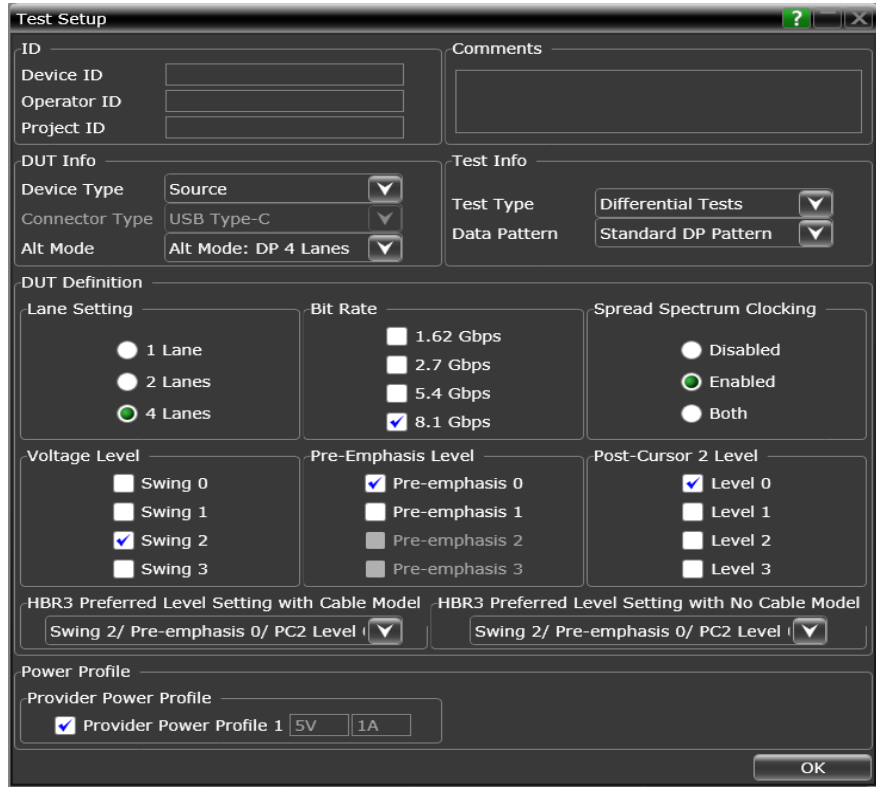 Test Setup
?
ID
Device ID
Operator ID
Project ID
Comments
DUT Info
Device Type Source
Connector Type USB Type-C
Alt Mode Alt Mode: DP 4 Lanes
Test Info
Test Type Differential Tests
Data Pattern Standard DP Pattern
DUT Definition
Lane Setting
1 Lane
2 Lanes
4 Lanes
Bit Rate
1.62 Gbps
2.7 Gbps
5.4 Gbps
8.1 Gbps
Spread Spectrum Clocking
Disabled
Enabled
Both
Voltage Level
Swing 0
Swing 1
Swing 2
Swing 3
Pre-Emphasis Level
Pre-emphasis 0
Pre-emphasis 1
Pre-emphasis 2
Pre-emphasis 3
Post-Cursor 2 Level
Level 0
Level 1
Level 2
Level 3
HBR3 Preferred Level Setting with Cable Model
Swing 2/ Pre-emphasis 0/ PC2 Level
HBR3 Preferred Level Setting with No Cable Model
Swing 2/ Pre-emphasis 0/ PC2 Level
Power Profile
Provider Power Profile
Provider Power Profile 1 5V 1A
OK